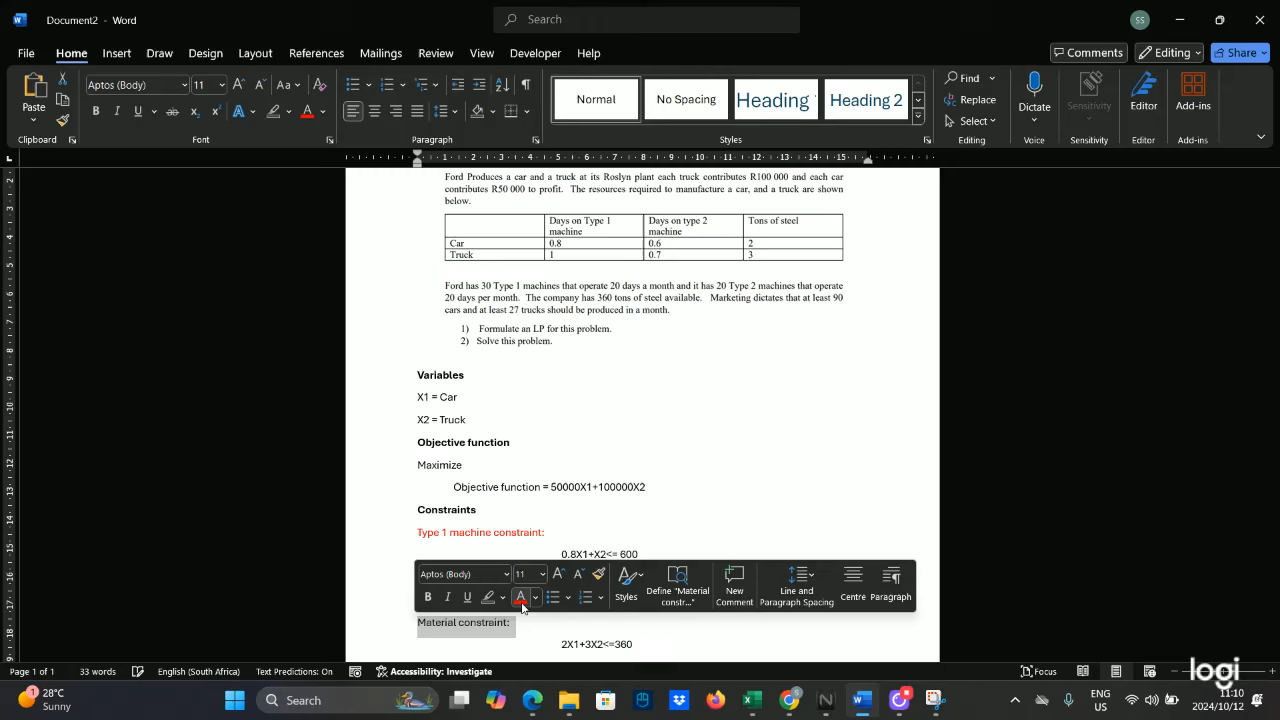 Document2 - Word
Search
SS
File Home Insert Draw Design Layout References Mailings Review View Developer Help
Comments Editing Share
Paste
Aptos (Body) 11
Normal
No Spacing
Heading
Heading 2
Find
Replace
Select
Dictate
Sensitivity
Editor
Add-ins
Clipboard Font Paragraph Styles Voice Sensitivity Editor Add-ins
Ford Produces a car and a truck at its Roslyn plant each truck contributes R100 000 and each car
contributes R50 000 to profit. The resources required to manufacture a car, and a truck are shown
below.
Days on Type 1 machine
Days on type 2 machine
Tons of steel
Car 0.8 0.6 2
Truck 1 0.7 3
Ford has 30 Type 1 machines that operate 20 days a month and it has 20 Type 2 machines that operate
20 days per month. The company has 360 tons of steel available. Marketing dictates that at least 90
cars and at least 27 trucks should be produced in a month.
1) Formulate an LP for this problem.
2) Solve this problem.
Variables
X1 = Car
X2 = Truck
Objective function
Maximize
Objective function = 50000X1+100000X2
Constraints
Type 1 machine constraint:
0.8X1+X2<= 600
Aptos (Body) 11
Styles
Define "Material constr..."
New Comment
Line and Paragraph Spacing
Centre
Paragraph
Material constraint:
2X1+3X2<=360
Page 1 of 1 33 words English (South Africa) Text Predictions: On Accessibility: Investigate Focus
logi
28°C
Sunny
Search
ENG
US
11:10
2024/10/12